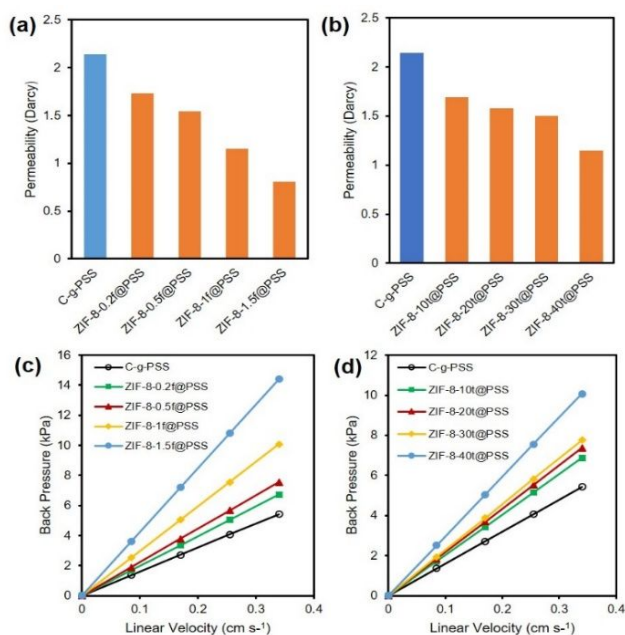 (a)
Permeability (Darcy)
2.5
2
1.5
1
0.5
0
C-g-PSS
ZIF-8-0.2f@PSS
ZIF-8-0.5f@PSS
ZIF-8-1f@PSS
ZIF-8-1.5f@PSS
(b)
Permeability (Darcy)
2.5
2
1.5
1
0.5
0
C-g-PSS
ZIF-8-10t@PSS
ZIF-8-20t@PSS
ZIF-8-30t@PSS
ZIF-8-40t@PSS
(c)
Back Pressure (kPa)
16
14
12
10
8
6
4
2
0
C-g-PSS
ZIF-8-0.2f@PSS
ZIF-8-0.5f@PSS
ZIF-8-1f@PSS
ZIF-8-1.5f@PSS
0 0.1 0.2 0.3 0.4
Linear Velocity (cm s-1)
(d)
Back Pressure (kPa)
12
10
8
6
4
2
0
C-g-PSS
ZIF-8-10t@PSS
ZIF-8-20t@PSS
ZIF-8-30t@PSS
ZIF-8-40t@PSS
0 0.1 0.2 0.3 0.4
Linear Velocity (cm s-1)